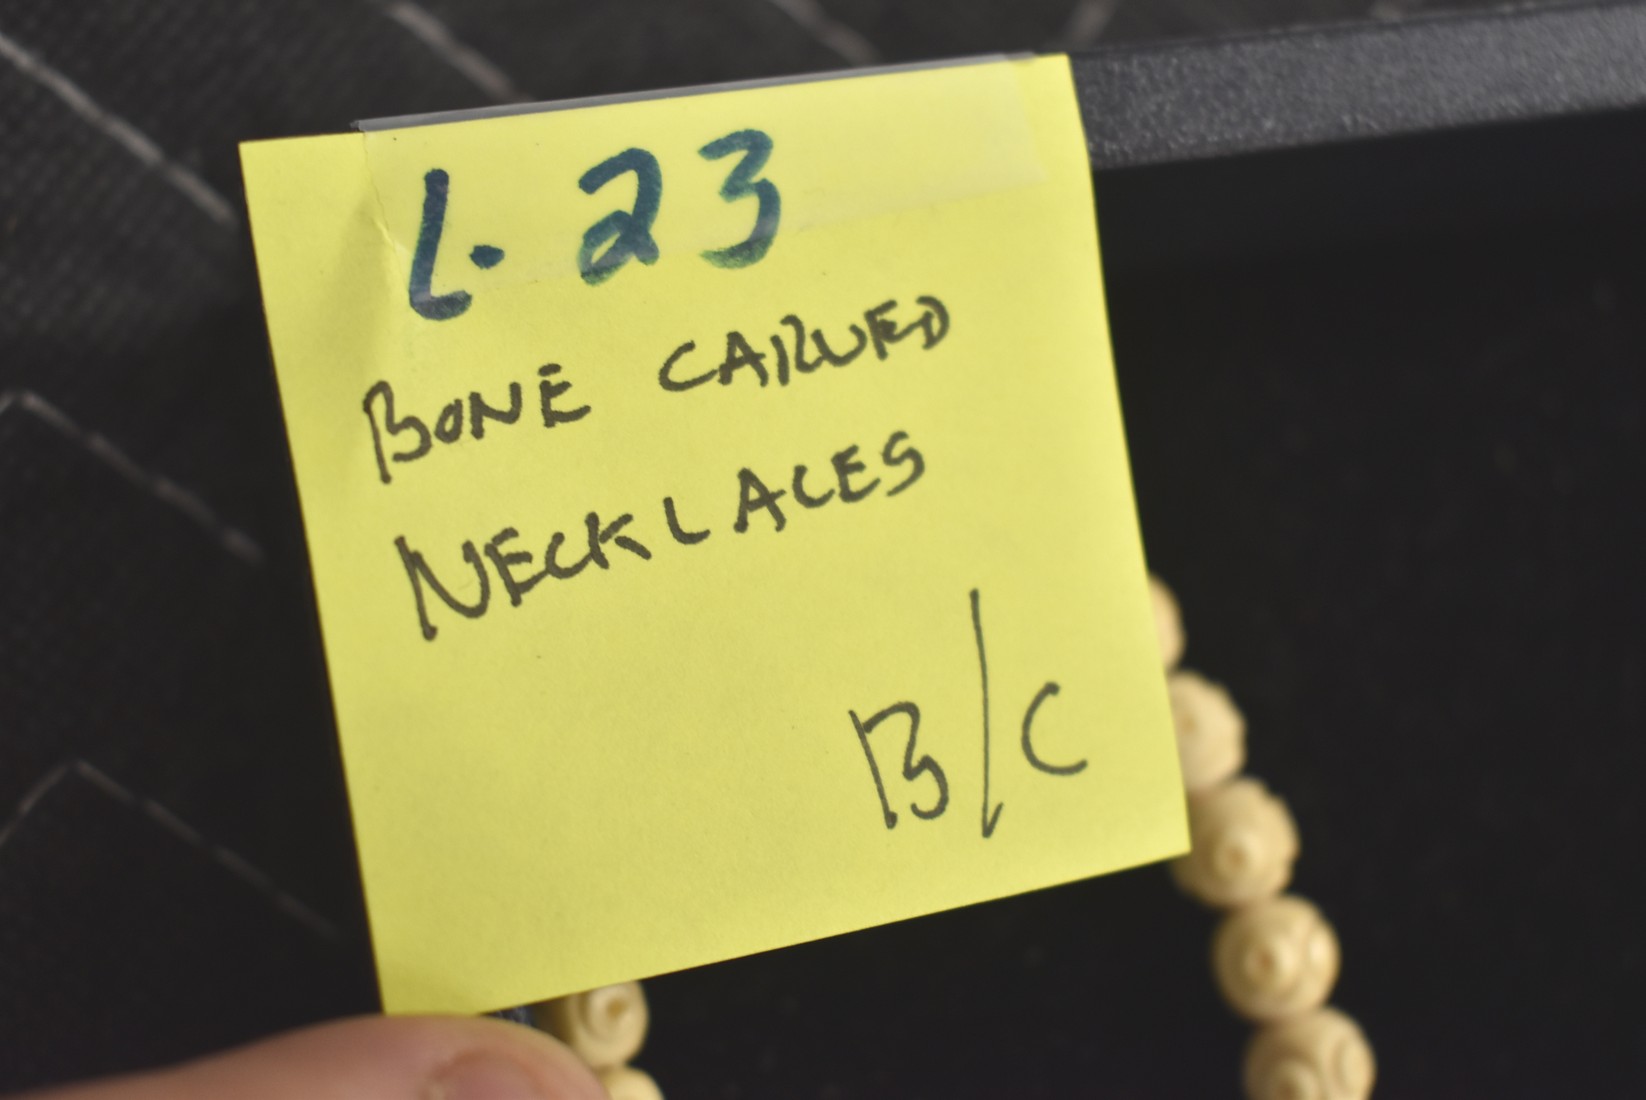 L. 23
BONE CARVED
NECKLACES
B/C